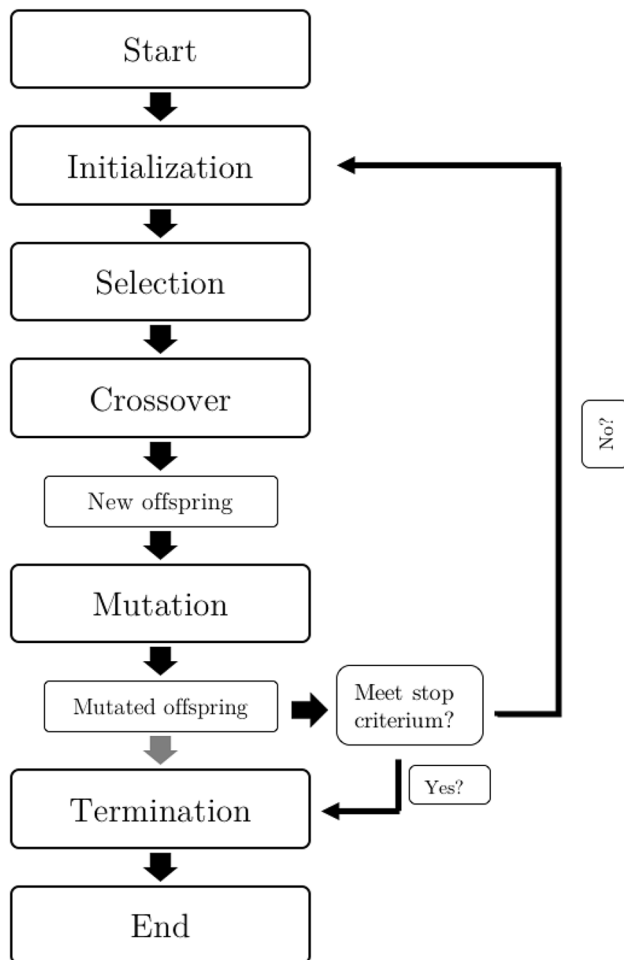 Start
Initialization
Selection
Crossover
No?
New offspring
Mutation
Mutated offspring
Meet stop
criterium?
Yes?
Termination
End